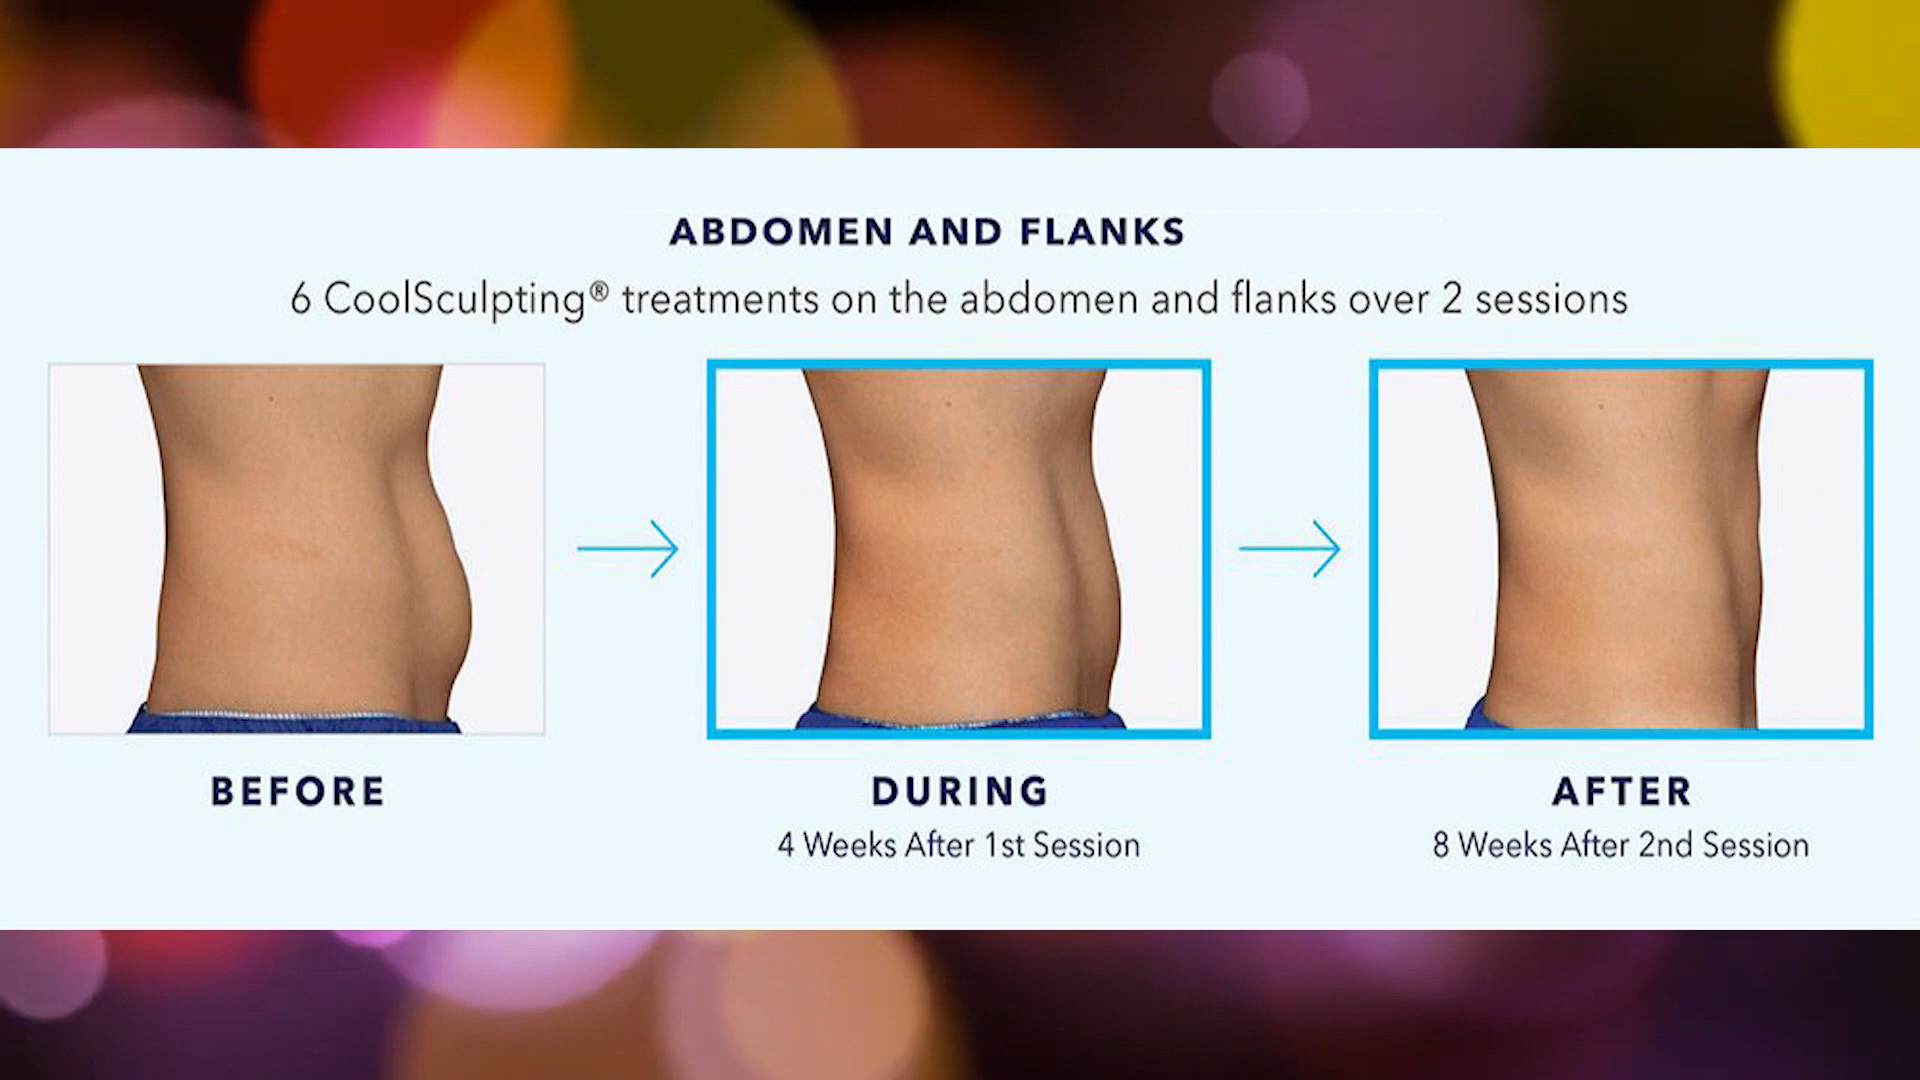 ABDOMEN AND FLANKS
6 CoolSculpting® treatments on the abdomen and flanks over 2 sessions
BEFORE
DURING
4 Weeks After 1st Session
AFTER
8 Weeks After 2nd Session